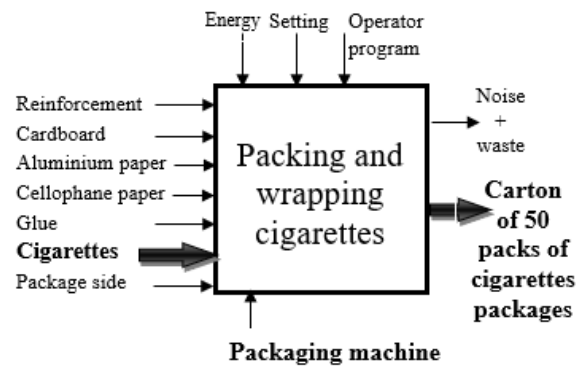 Energy Setting Operator
program
Reinforcement
Cardboard
Aluminium paper
Cellophane paper
Glue
Cigarettes
Package side
Packing and
wrapping
cigarettes
Noise
+
waste
Carton
of 50
packs of
cigarettes
packages
Packaging machine